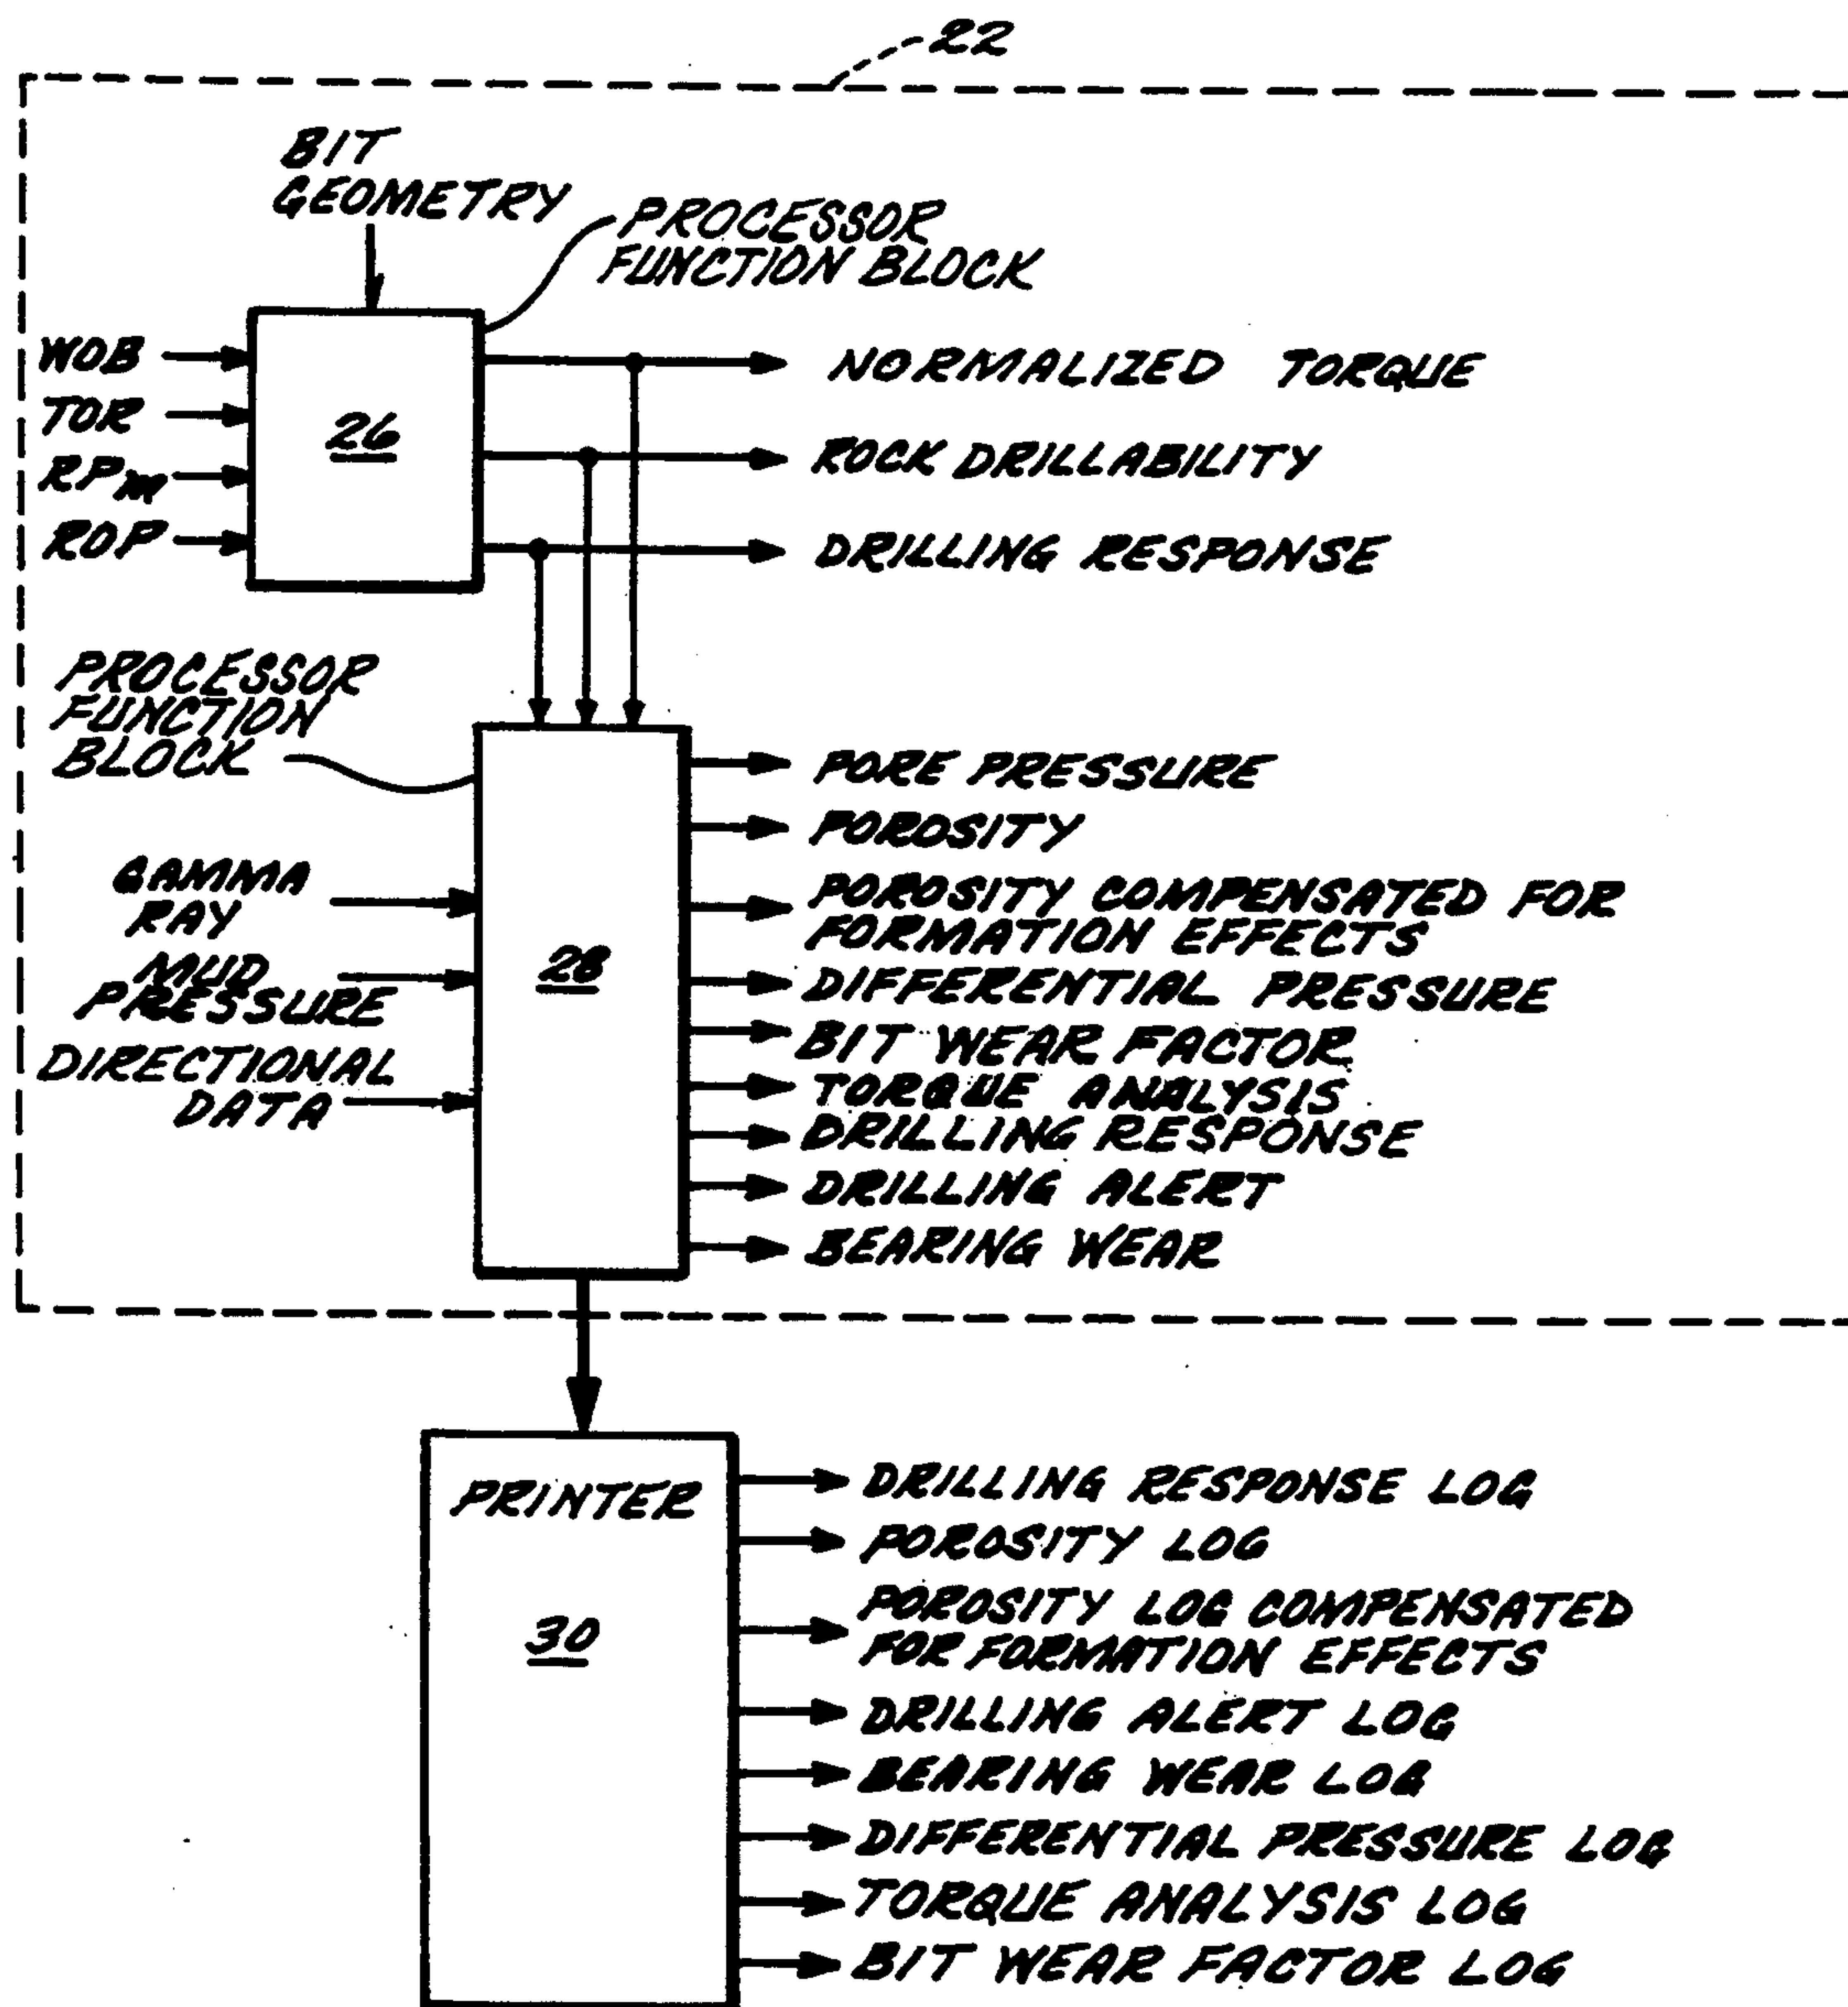 22
BIT
GEOMETRY
PROCESSOR
FUNCTION BLOCK
WOB
TOR
RPM
ROP
26
NORMALIZED TORQUE
ROCK DRILLABILITY
DRILLING RESPONSE
PROCESSOR
FUNCTION
BLOCK
GAMMA
RAY
MUD
PRESSURE
DIRECTIONAL
DATA
28
PORE PRESSURE
POROSITY
POROSITY COMPENSATED FOR
FORMATION EFFECTS
DIFFERENTIAL PRESSURE
BIT WEAR FACTOR
TORQUE ANALYSIS
DRILLING RESPONSE
DRILLING ALERT
BEARING WEAR
PRINTER
30
DRILLING RESPONSE LOG
POROSITY LOG
POROSITY LOG COMPENSATED
FOR FORMATION EFFECTS
DRILLING ALERT LOG
BEARING WEAR LOG
DIFFERENTIAL PRESSURE LOG
TORQUE ANALYSIS LOG
BIT WEAR FACTOR LOG